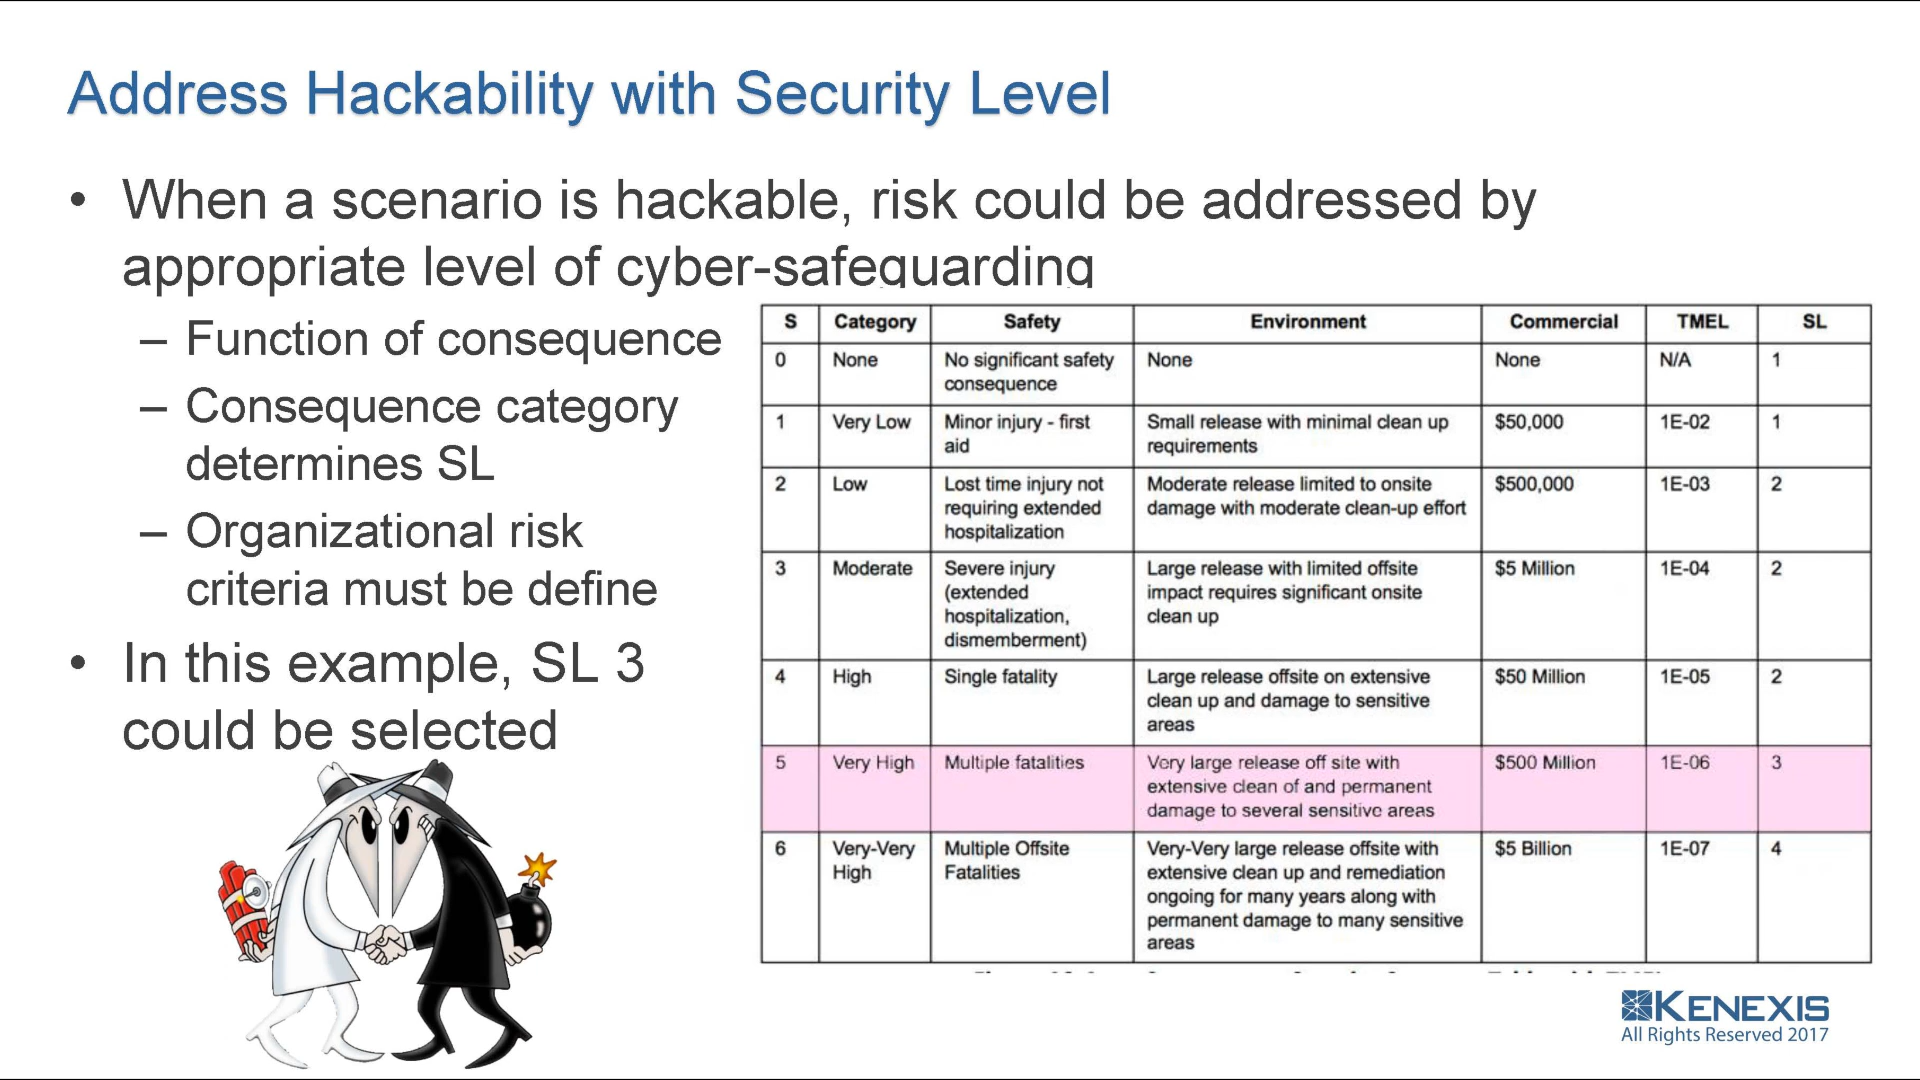 Address Hackability with Security Level
• When a scenario is hackable, risk could be addressed by
appropriate level of cyber-safeguarding
– Function of consequence
– Consequence category
determines SL
– Organizational risk
criteria must be define
• In this example, SL 3
could be selected
S Category Safety Environment Commercial TMEL SL
0 None No significant safety None None N/A 1
consequence
1 Very Low Minor injury - first Small release with minimal clean up $50,000 1E-02 1
aid requirements
2 Low Lost time injury not Moderate release limited to onsite $500,000 1E-03 2
requiring extended damage with moderate clean-up effort
hospitalization
3 Moderate Severe injury Large release with limited offsite $5 Million 1E-04 2
(extended impact requires significant onsite
hospitalization, clean up
dismemberment)
4 High Single fatality Large release offsite on extensive $50 Million 1E-05 2
clean up and damage to sensitive
areas
5 Very High Multiple fatalities Very large release off site with $500 Million 1E-06 3
extensive clean of and permanent
damage to several sensitive areas
6 Very-Very Multiple Offsite Very-Very large release offsite with $5 Billion 1E-07 4
High Fatalities extensive clean up and remediation
ongoing for many years along with
permanent damage to many sensitive
areas
KENEXIS
All Rights Reserved 2017